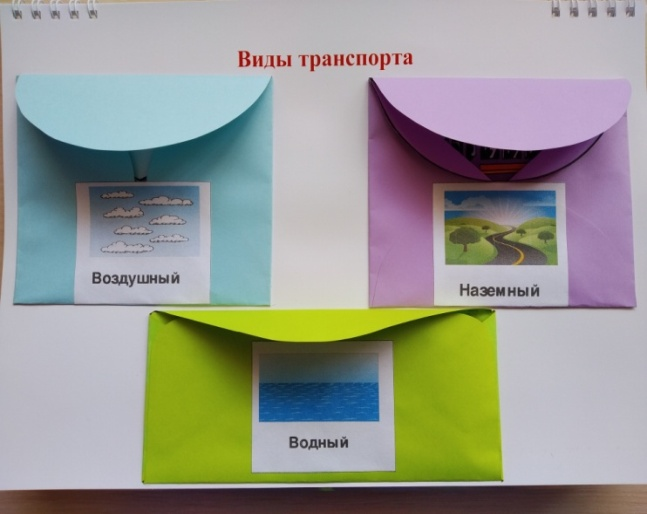 Виды транспорта
Воздушный
Наземный
Водный